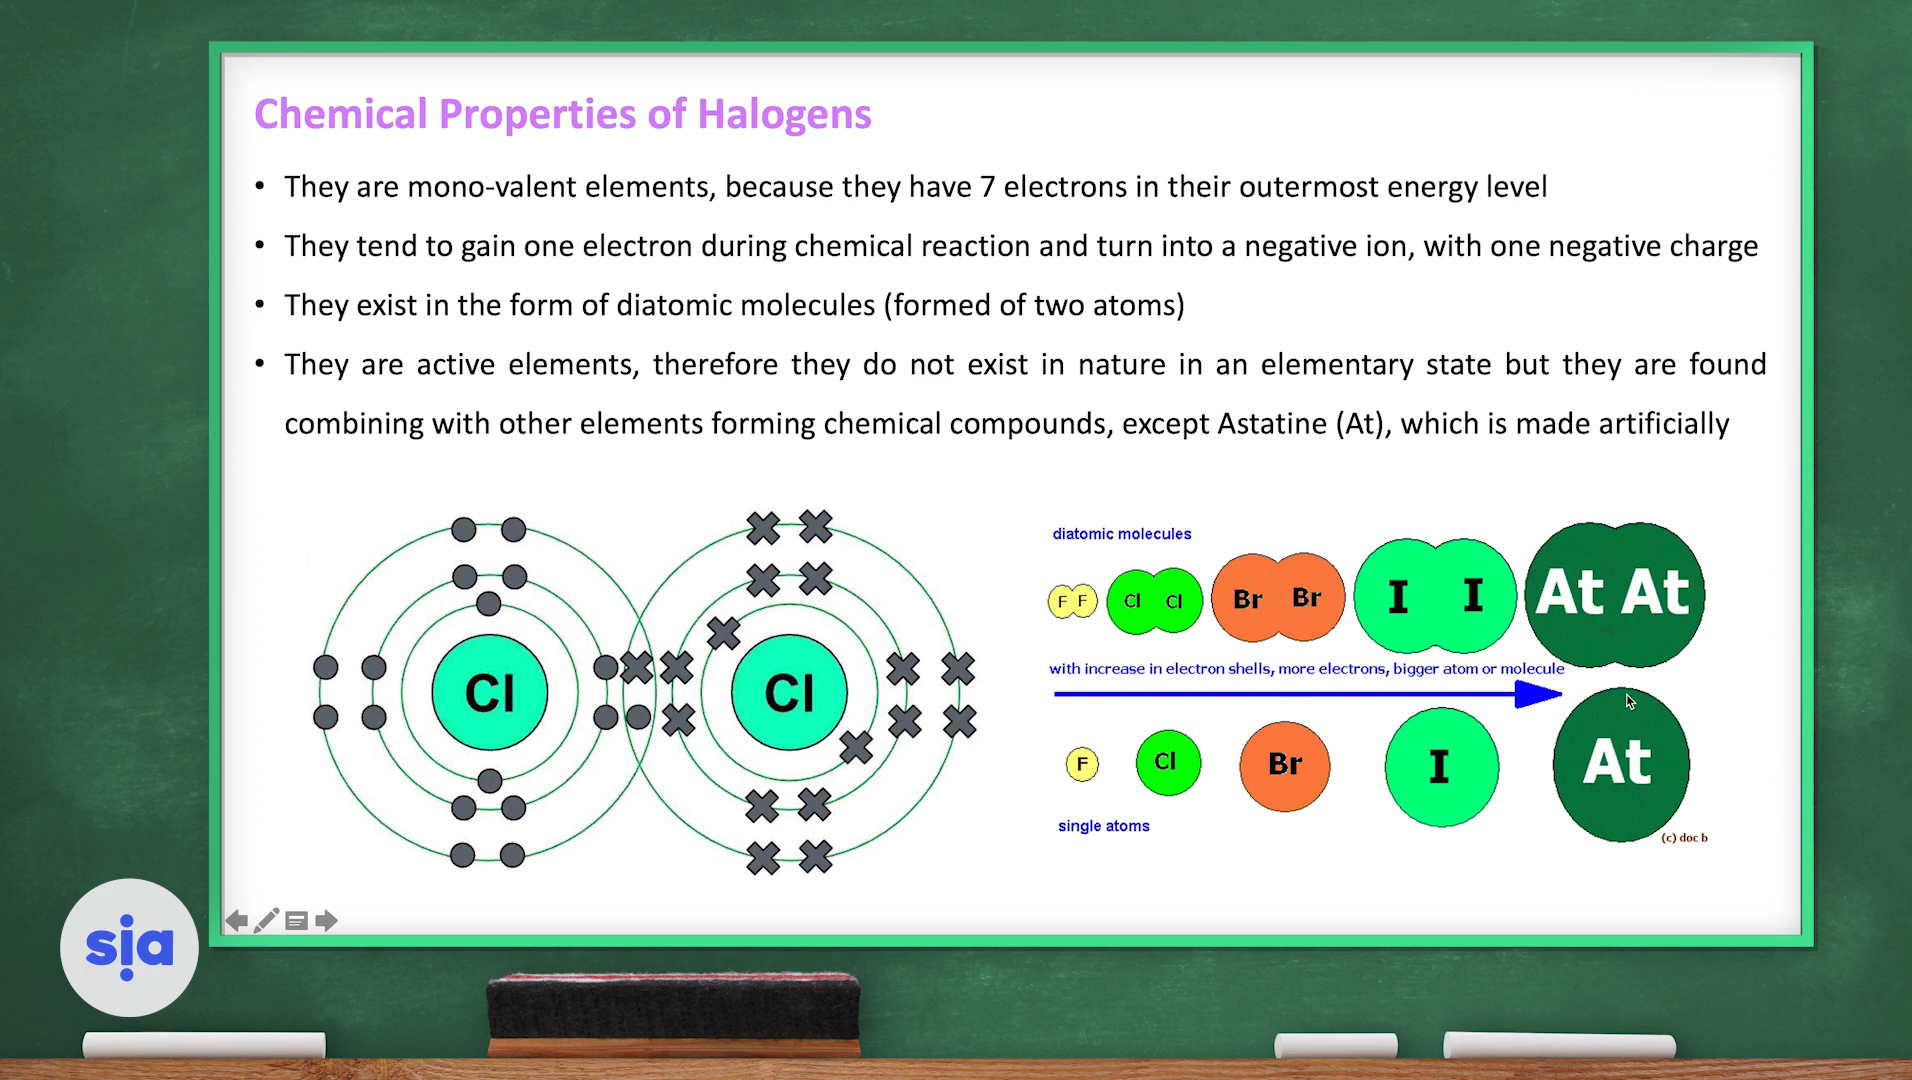 Chemical Properties of Halogens
• They are mono-valent elements, because they have 7 electrons in their outermost energy level
• They tend to gain one electron during chemical reaction and turn into a negative ion, with one negative charge
• They exist in the form of diatomic molecules (formed of two atoms)
• They are active elements, therefore they do not exist in nature in an elementary state but they are found
combining with other elements forming chemical compounds, except Astatine (At), which is made artificially
Cl Cl
diatomic molecules
F F Cl Cl Br Br I I At At
with increase in electron shells, more electrons, bigger atom or molecule
F Cl Br I At
single atoms
(c) doc b
sia